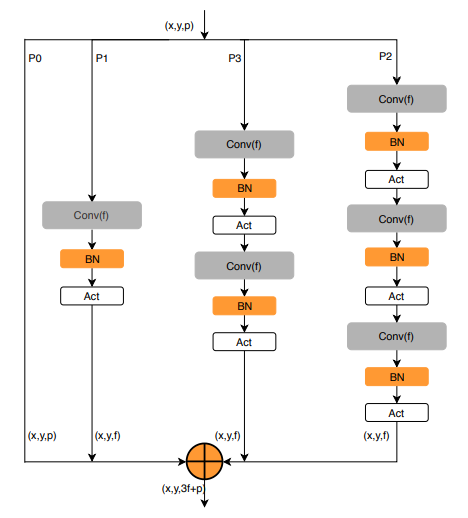 (x,y,p)
P0
P1
P3
P2
Conv(f)
BN
Act
Conv(f)
BN
Act
Conv(f)
BN
Act
Conv(f)
BN
Act
Conv(f)
BN
Act
Conv(f)
BN
Act
(x,y,p)
(x,y,f)
(x,y,f)
(x,y,f)
(x,y,3f+p)